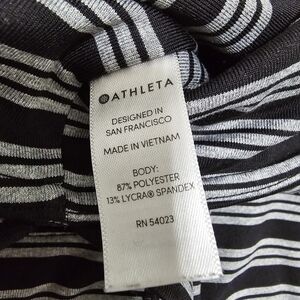 ATHLETA
DESIGNED IN
SAN FRANCISCO
MADE IN VIETNAM
BODY:
87% POLYESTER
13% LYCRA® SPANDEX
RN 54023